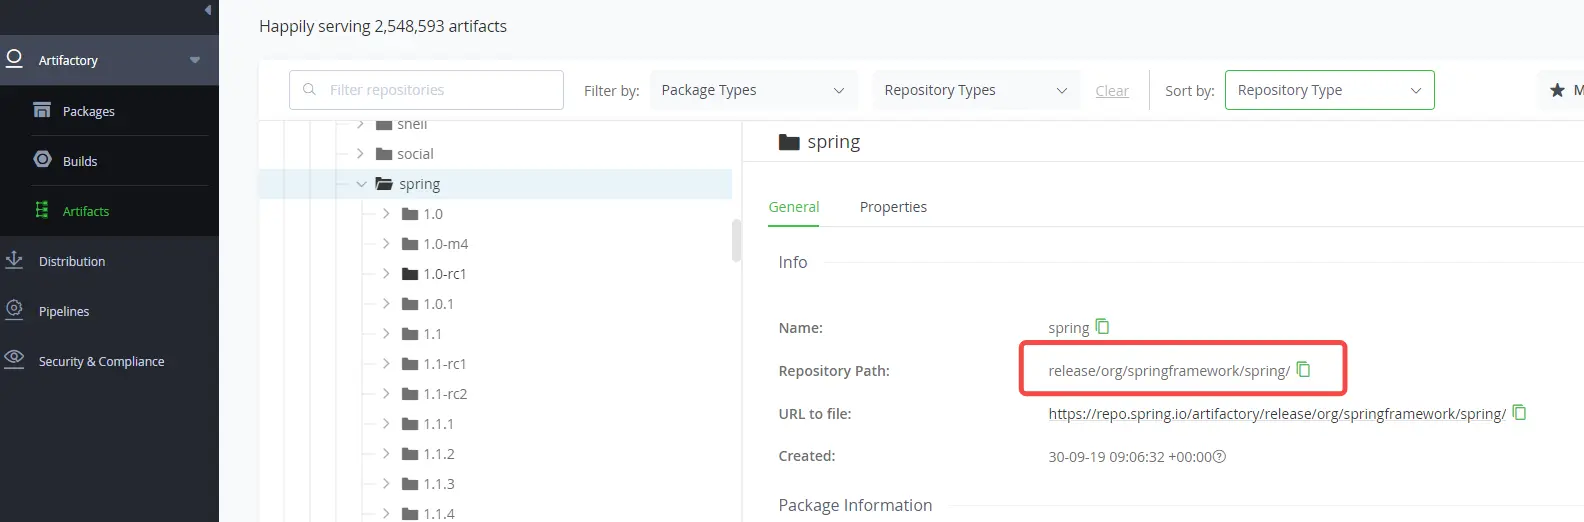 Happily serving 2,548,593 artifacts
Artifactory
Packages
Builds
Artifacts
Distribution
Pipelines
Security & Compliance
Filter repositories
Filter by:
Package Types
Repository Types
Clear
Sort by:
Repository Type
M
shell
social
spring
1.0
1.0-m4
1.0-rc1
1.0.1
1.1
1.1-rc1
1.1-rc2
1.1.1
1.1.2
1.1.3
1.1.4
spring
General
Properties
Info
Name:
spring
Repository Path:
release/org/springframework/spring/
URL to file:
https://repo.spring.io/artifactory/release/org/springframework/spring/
Created:
30-09-19 09:06:32 +00:00
Package Information